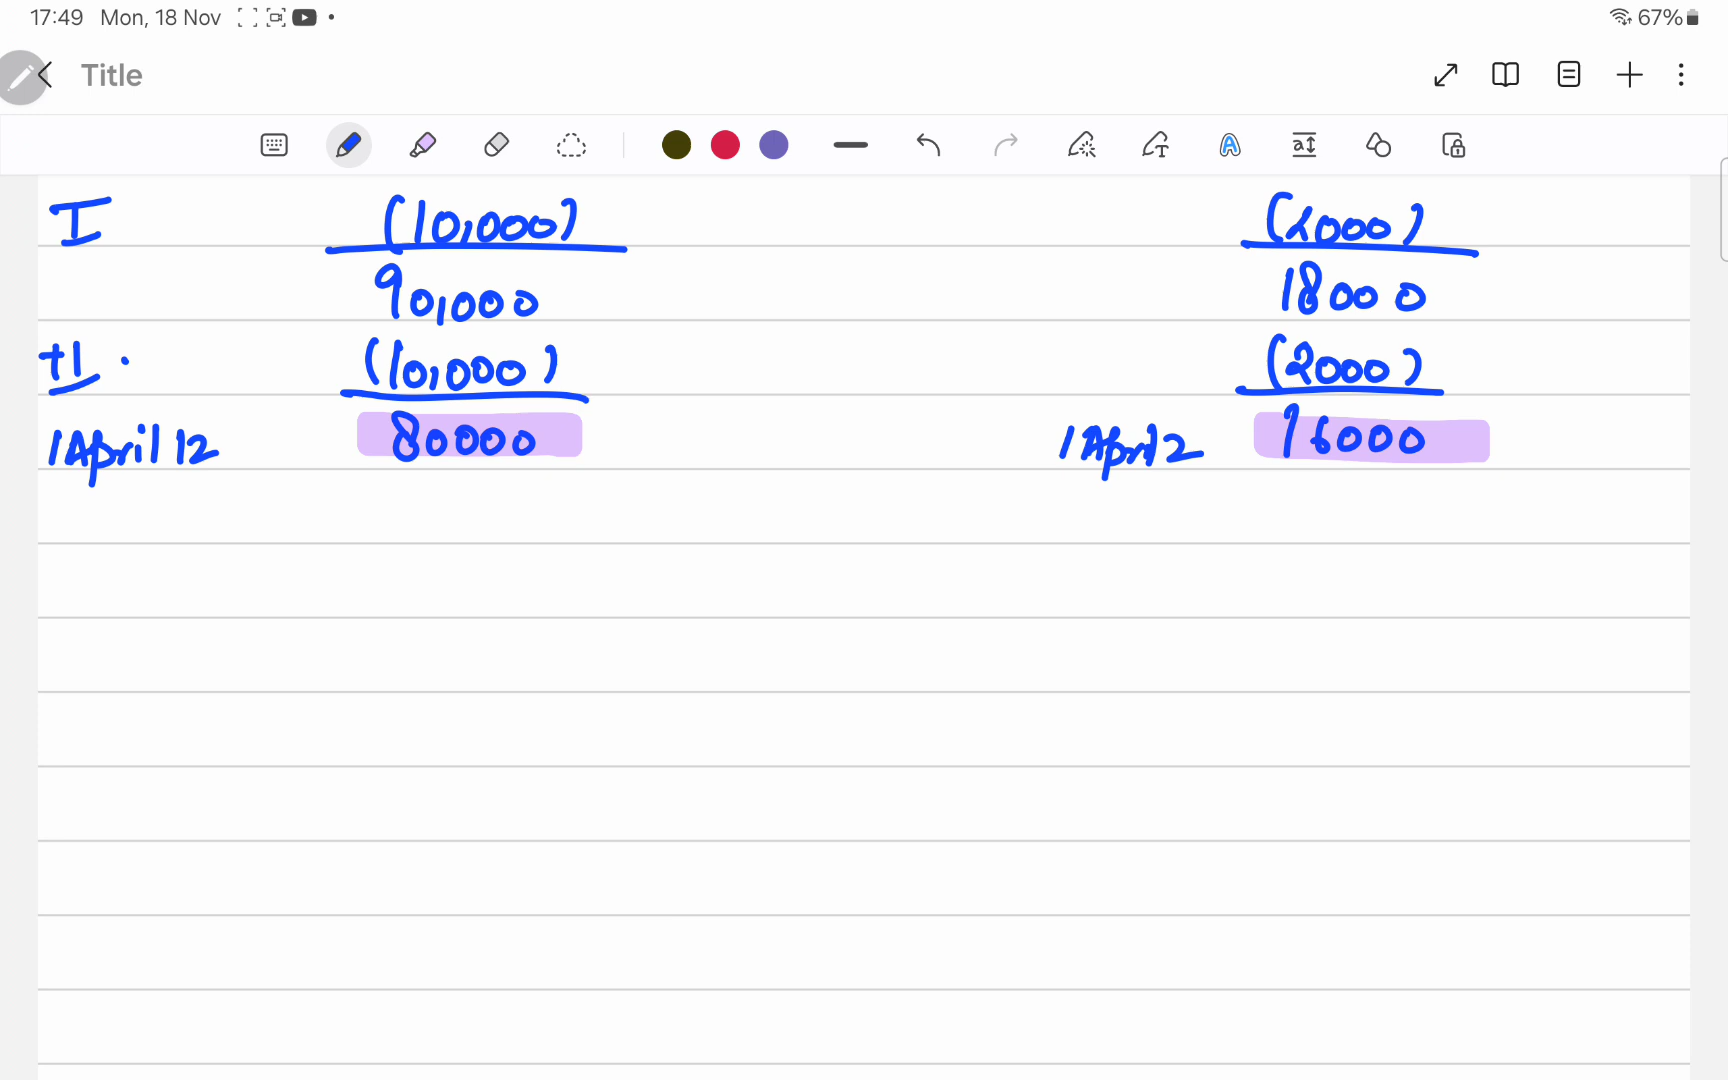 17:49 Mon, 18 Nov 67%
Title
I (10,000) (2000)
90,000 18000
+1. (10,000) (2000)
1 April 12 80000 1 April 2 16000